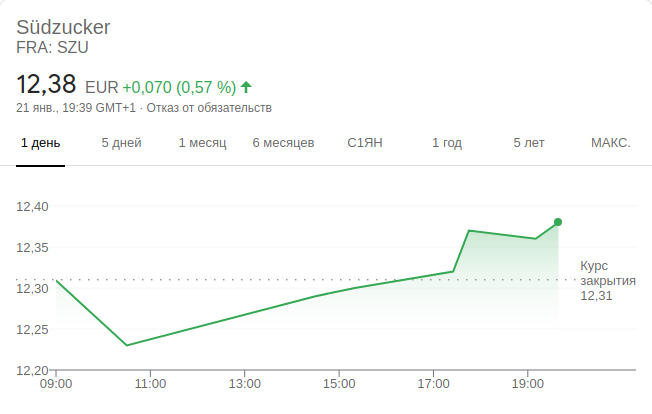 Südzucker
FRA: SZU
12,38 EUR +0,070 (0,57 %)
21 янв., 19:39 GMT+1 · Отказ от обязательств
1 день 5 дней 1 месяц 6 месяцев С1ЯН 1 год 5 лет МАКС.
12,40
12,35
12,30
12,25
12,20
Курс
закрытия
12,31
09:00 11:00 13:00 15:00 17:00 19:00